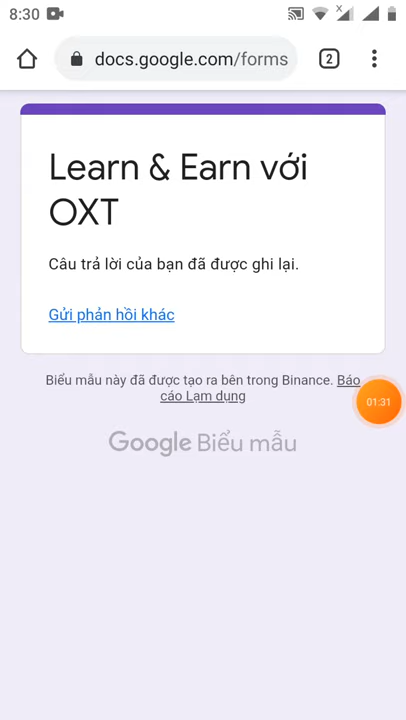 8:30
docs.google.com/forms
2
Learn & Earn với
OXT
Câu trả lời của bạn đã được ghi lại.
Gửi phản hồi khác
Biểu mẫu này đã được tạo ra bên trong Binance. Báo
cáo Lạm dụng
01:31
Google Biểu mẫu